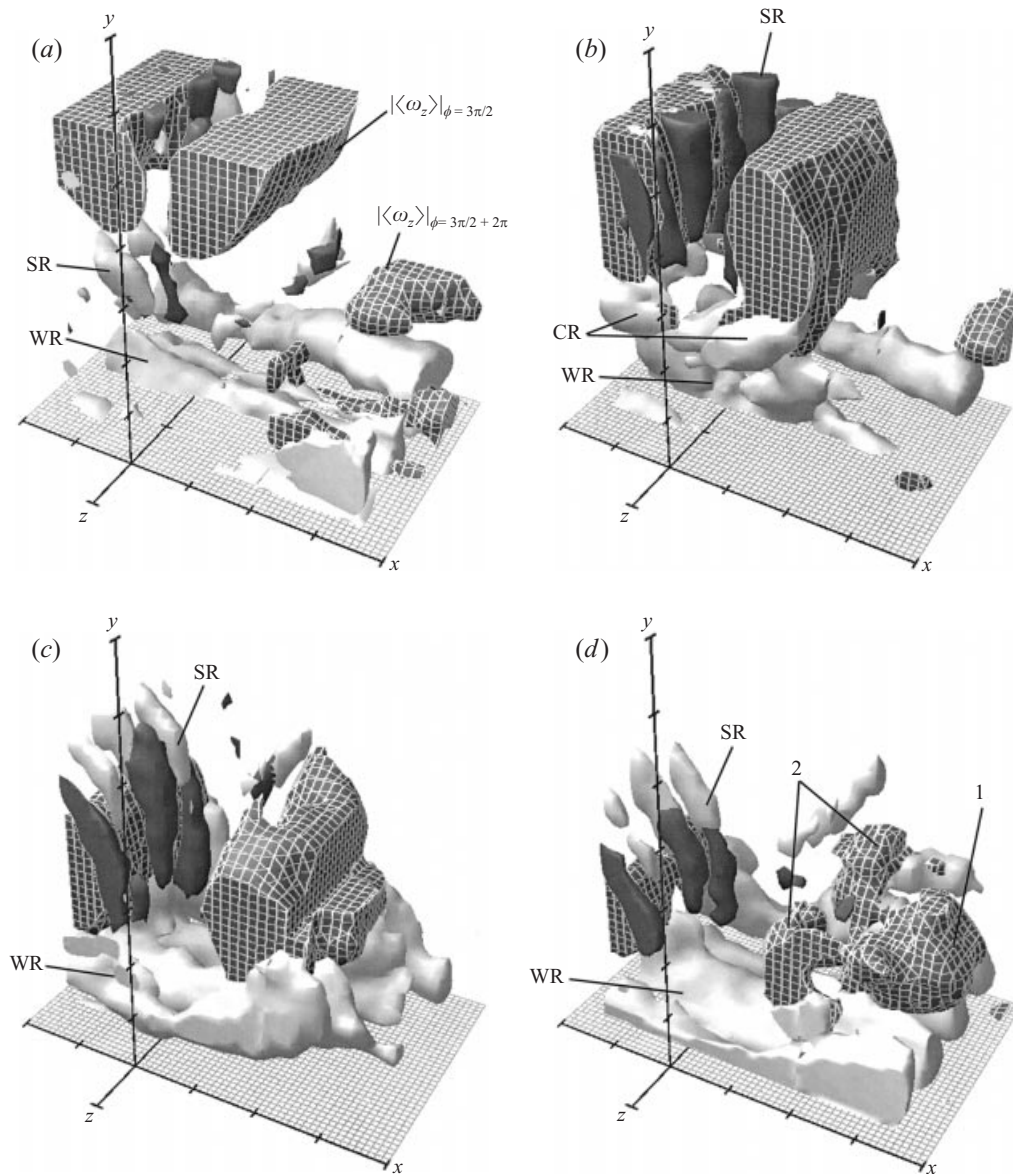 (a)
y
|⟨ω_z⟩|_{ϕ = 3π/2}
|⟨ω_z⟩|_{ϕ= 3π/2 + 2π}
SR
WR
z
x
(b)
y
SR
CR
WR
z
x
(c)
y
SR
WR
z
x
(d)
y
SR
2
1
WR
z
x